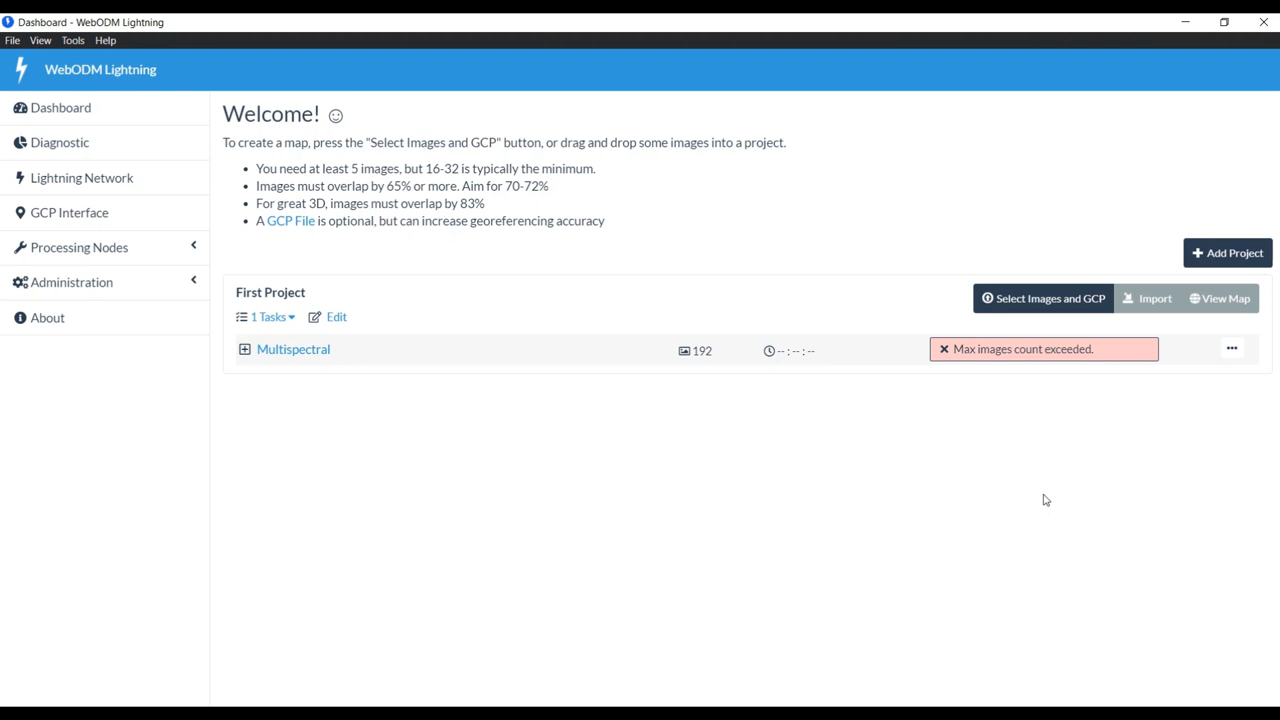 Dashboard - WebODM Lightning
File View Tools Help
WebODM Lightning
Dashboard
Diagnostic
Lightning Network
GCP Interface
Processing Nodes
Administration
About
Welcome!
To create a map, press the "Select Images and GCP" button, or drag and drop some images into a project.
• You need at least 5 images, but 16-32 is typically the minimum.
• Images must overlap by 65% or more. Aim for 70-72%
• For great 3D, images must overlap by 83%
• A GCP File is optional, but can increase georeferencing accuracy
Add Project
First Project
Select Images and GCP Import View Map
1 Tasks Edit
Multispectral 192 -- : -- : -- Max images count exceeded.